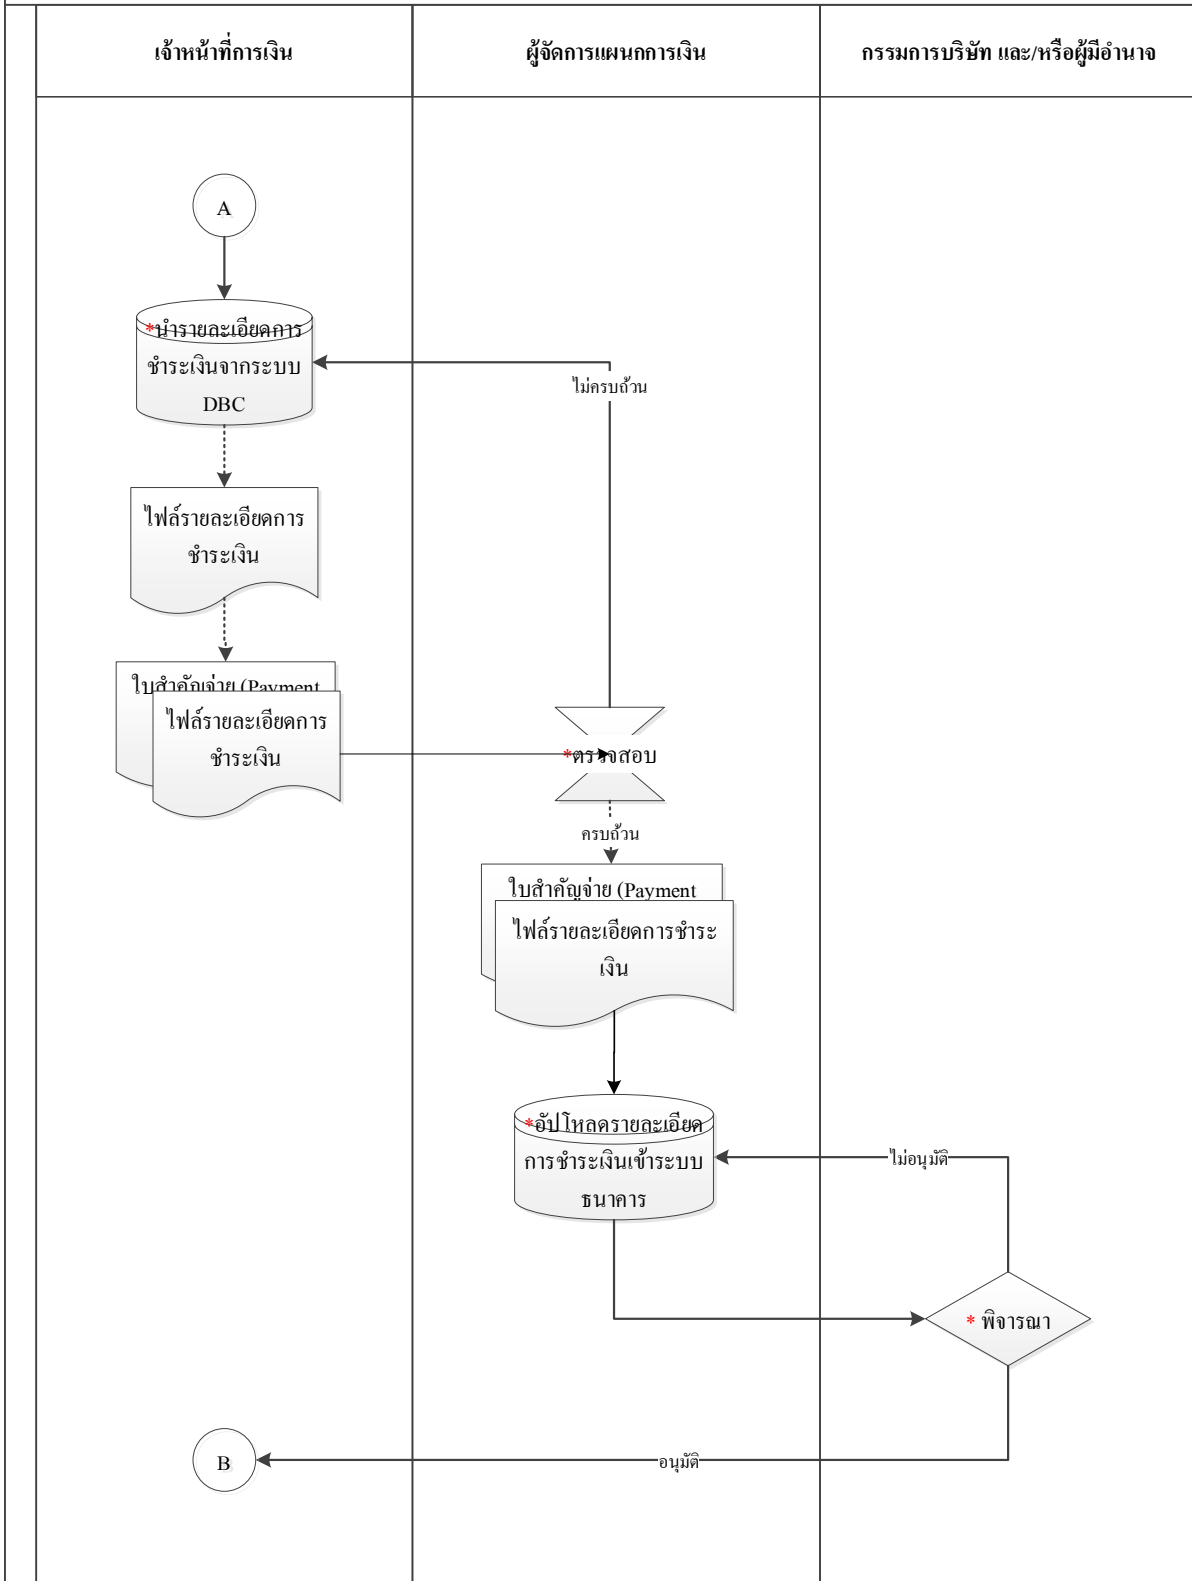 เจ้าหน้าที่การเงิน
ผู้จัดการแผนกการเงิน
กรรมการบริษัท และ/หรือผู้มีอำนาจ
A
*นำรายละเอียดการ
ชำระเงินจากระบบ
DBC
ไม่ครบถ้วน
ไฟล์รายละเอียดการ
ชำระเงิน
ใบสำคัญจ่าย (Payment
ไฟล์รายละเอียดการ
ชำระเงิน
*ตรวจสอบ
ครบถ้วน
ใบสำคัญจ่าย (Payment
ไฟล์รายละเอียดการชำระ
เงิน
*อัปโหลดรายละเอียด
การชำระเงินเข้าระบบ
ธนาคาร
ไม่อนุมัติ
* พิจารณา
อนุมัติ
B